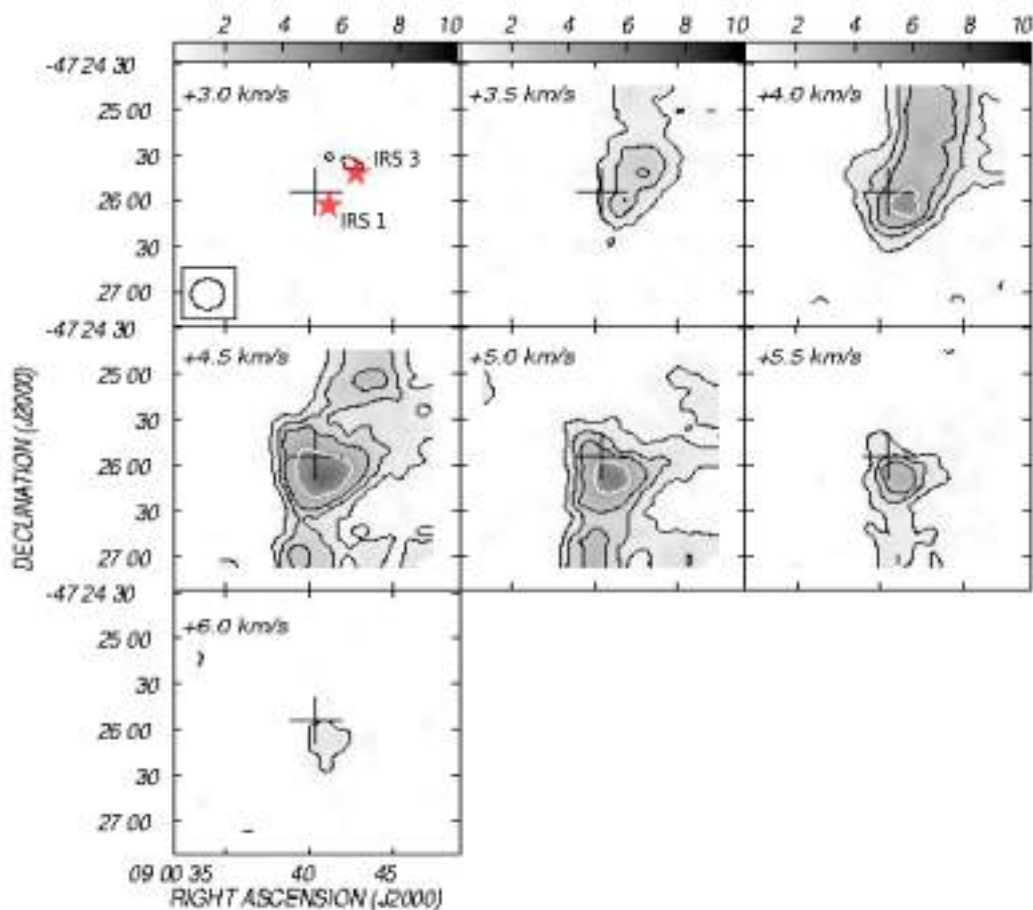 2 4 6 8 10 2 4 6 8 10 2 4 6 8 10
-47 24 30
+3.0 km/s +3.5 km/s +4.0 km/s
25 00
30 IRS 3
26 00
IRS 1
30
27 00
-47 24 30
+4.5 km/s +5.0 km/s +5.5 km/s
25 00
30
26 00
30
27 00
-47 24 30
+6.0 km/s
25 00
30
26 00
30
27 00
09 00 35 40 45
RIGHT ASCENSION (J2000)
DECLINATION (J2000)